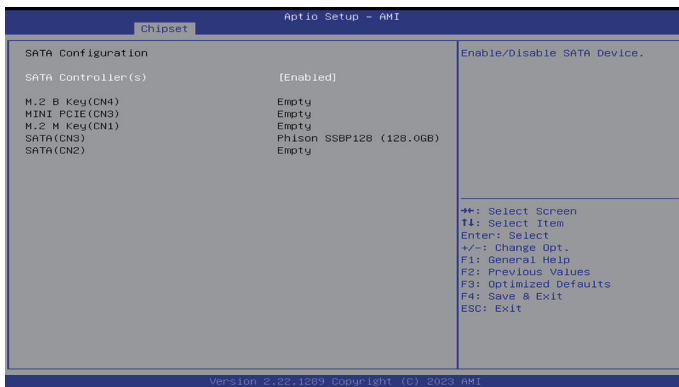 Aptio Setup – AMI
Chipset
SATA Configuration
SATA Controller(s) [Enabled]
M.2 B Key(CN4) Empty
MINI PCIE(CN3) Empty
M.2 M Key(CN1) Empty
SATA(CN3) Phison SSBP128 (128.0GB)
SATA(CN2) Empty
Enable/Disable SATA Device.
→←: Select Screen
↑↓: Select Item
Enter: Select
+/-: Change Opt.
F1: General Help
F2: Previous Values
F3: Optimized Defaults
F4: Save & Exit
ESC: Exit
Version 2.22.1289 Copyright (C) 2023 AMI